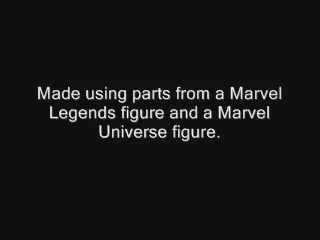 Made using parts from a Marvel
Legends figure and a Marvel
Universe figure.